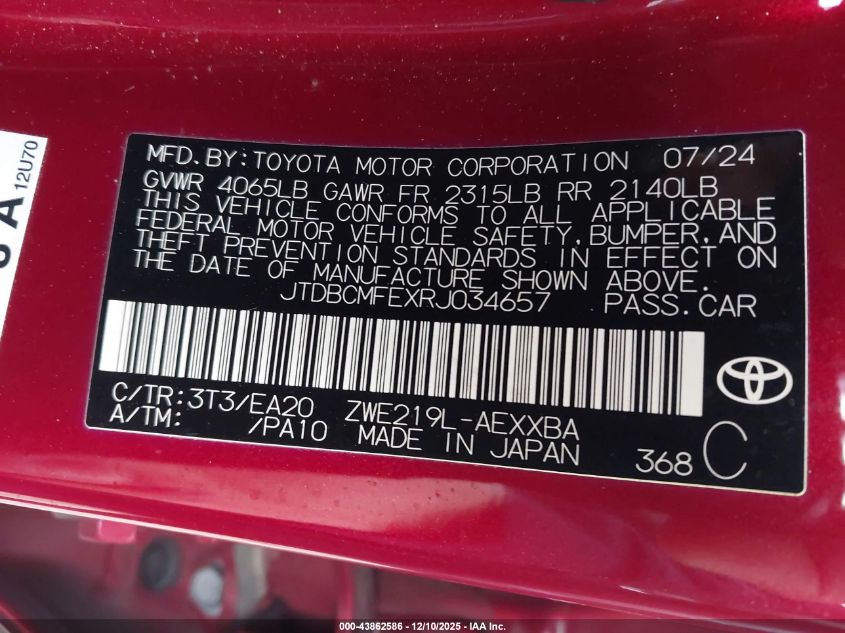 MFD.BY:TOYOTA MOTOR CORPORATION 07/24
GVWR 4065LB GAWR FR 2315LB RR 2140LB
THIS VEHICLE CONFORMS TO ALL APPLICABLE
FEDERAL MOTOR VEHICLE SAFETY,BUMPER,AND
THEFT PREVENTION STANDARDS IN EFFECT ON
THE DATE OF MANUFACTURE SHOWN ABOVE.
JTDBCMFEXRJ034657 PASS.CAR
C/TR:3T3/EA20 ZWE219L-AEXXBA
A/TM: /PA10 MADE IN JAPAN 368 C
12U70
A
000-43862586 - 12/10/2025 - IAA Inc.